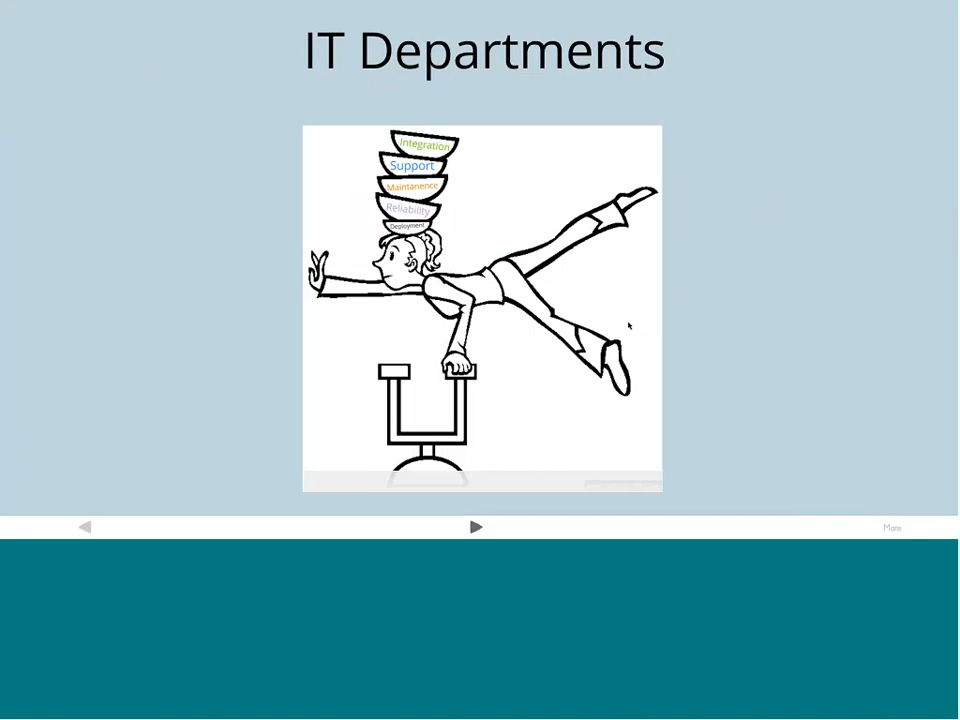 IT Departments
Integration
Support
Maintanence
Reliability
Deployment
More